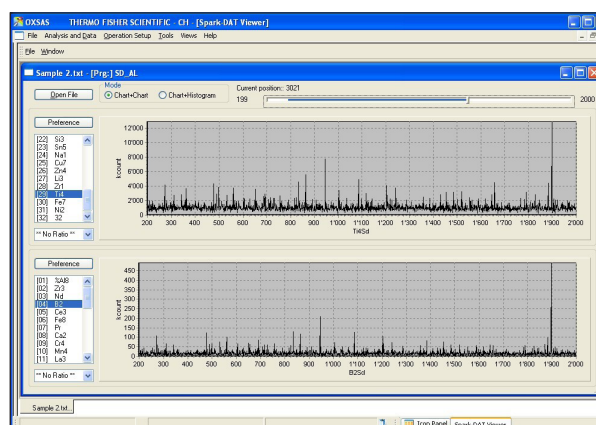 OXSAS THERMO FISHER SCIENTIFIC - CH - [Spark-DAT Viewer]
File Analysis and Data Operation Setup Tools Views Help
File Window
Sample 2.txt - [Prg:] SD_AL
Open File
Mode
Chart+Chart Chart+Histogram
Current position:: 3021
199 2000
Preference
[22] Si3
[23] Sn5
[24] Na1
[25] Cu7
[26] Zn4
[27] Li3
[28] Zr1
[29] Ti4
[30] Fe7
[31] Ni2
[32] 32
** No Ratio **
kcount
12'000
10'000
8'000
6'000
4'000
2'000
0
200 300 400 500 600 700 800 900 1'000 1'100 1'200 1'300 1'400 1'500 1'600 1'700 1'800 1'900 2'000
Ti4Sd
Preference
[01] %Al8
[02] Zr3
[03] Nd
[04] B2
[05] Ce3
[06] Fe8
[07] Pr
[08] Ca2
[09] Cr4
[10] Mn4
[11] La3
** No Ratio **
kcount
450
400
350
300
250
200
150
100
50
0
200 300 400 500 600 700 800 900 1'000 1'100 1'200 1'300 1'400 1'500 1'600 1'700 1'800 1'900 2'000
B2Sd
Sample 2.txt...
Icon Panel Spark-DAT Viewer